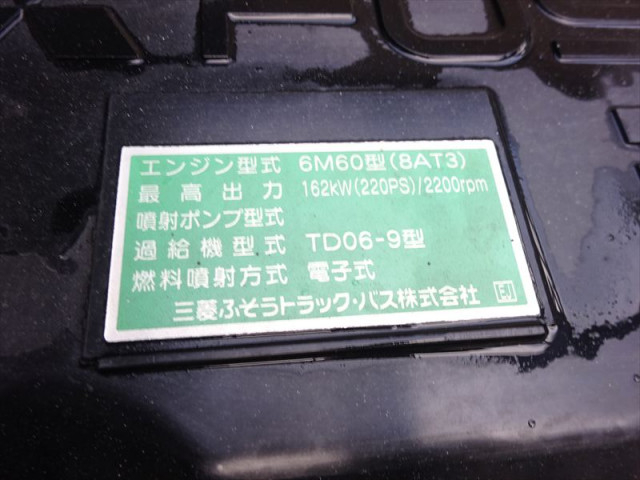 FUSO
エンジン型式 6M60型(8AT3)
最高出力 162kW(220PS)/2200rpm
噴射ポンプ型式
過給機型式 TD06-9型
燃料噴射方式 電子式
三菱ふそうトラック・バス株式会社